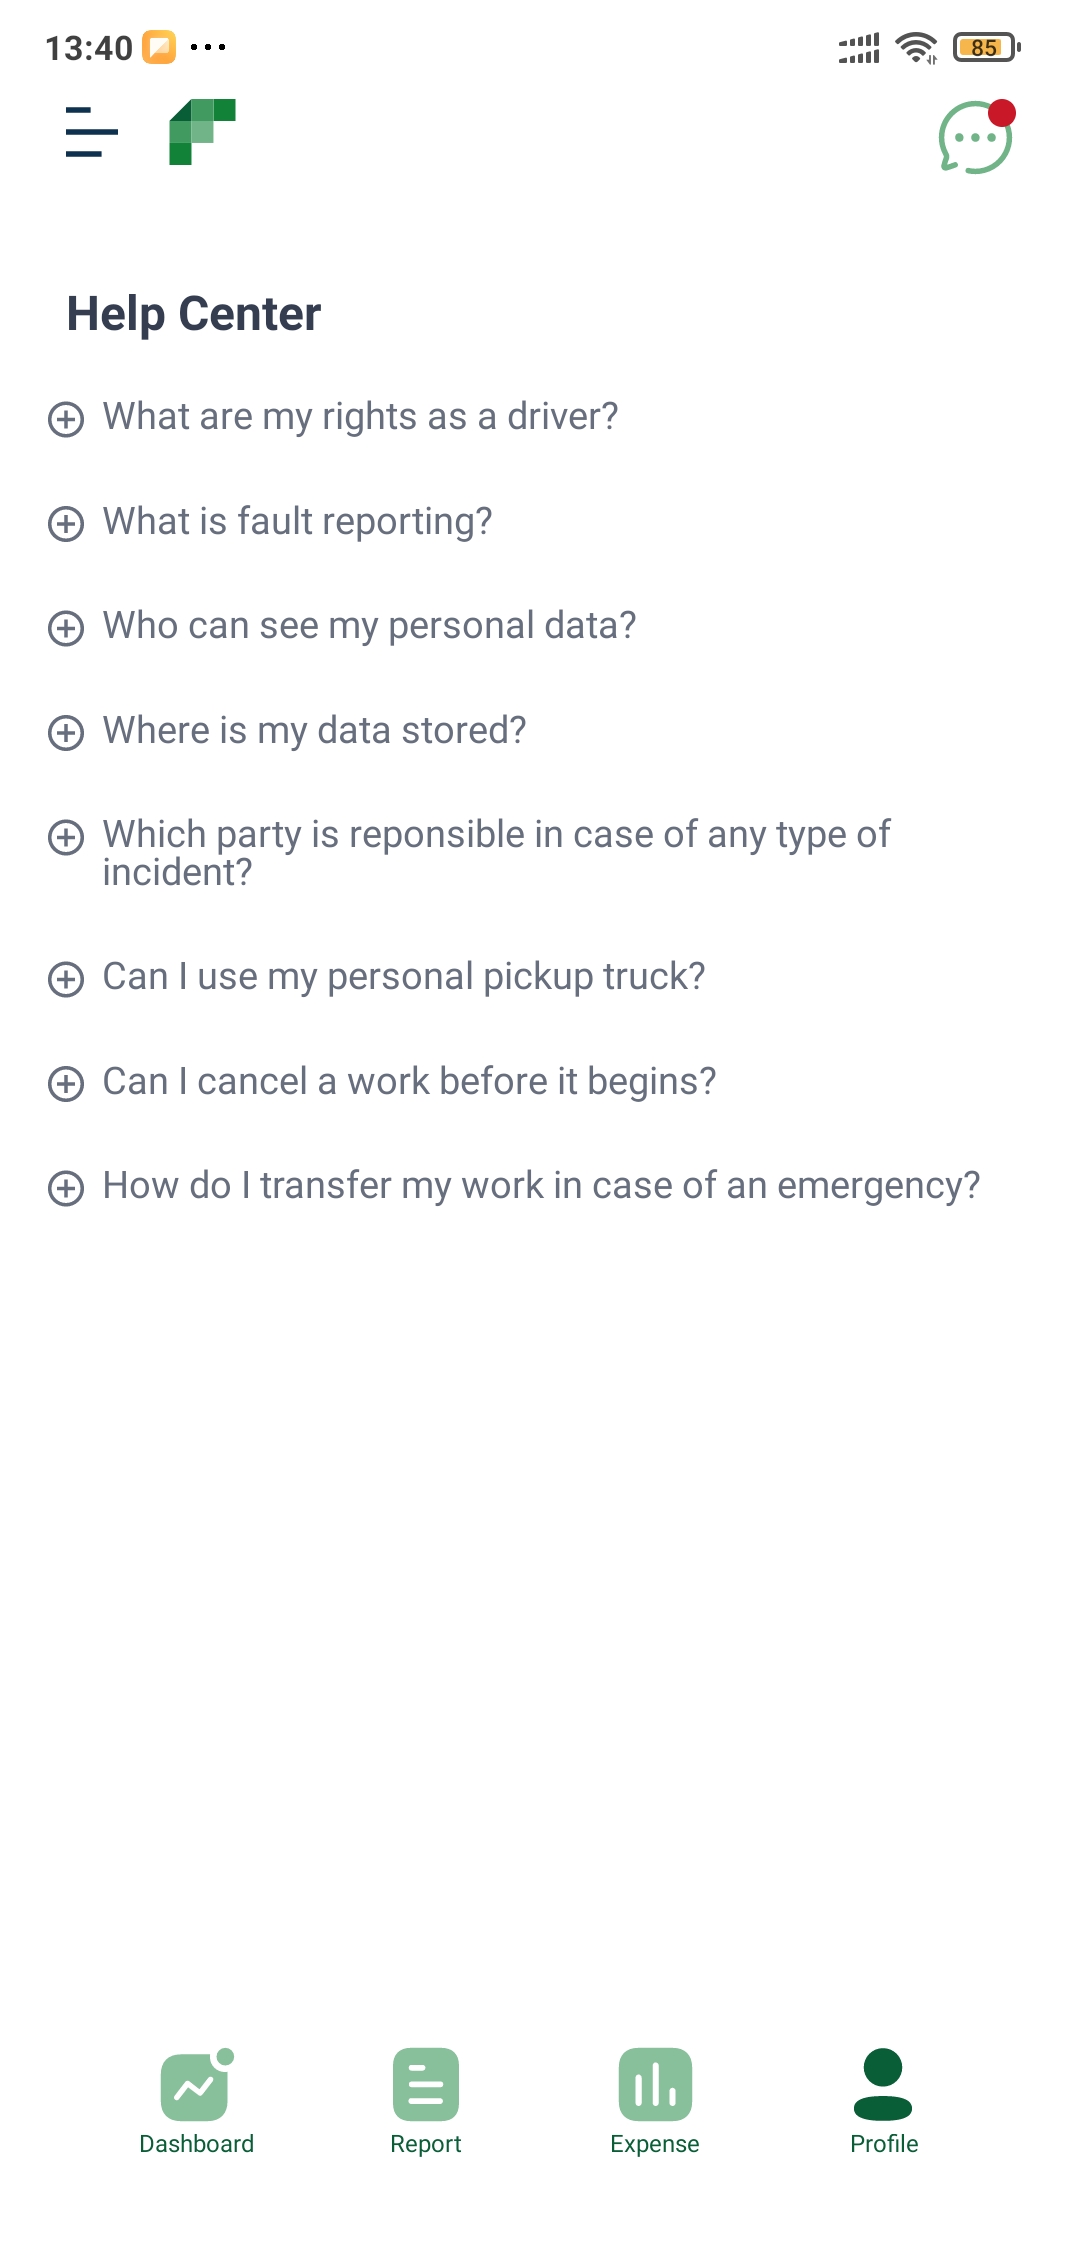 13:40
85
Help Center
What are my rights as a driver?
What is fault reporting?
Who can see my personal data?
Where is my data stored?
Which party is reponsible in case of any type of
incident?
Can I use my personal pickup truck?
Can I cancel a work before it begins?
How do I transfer my work in case of an emergency?
Dashboard
Report
Expense
Profile